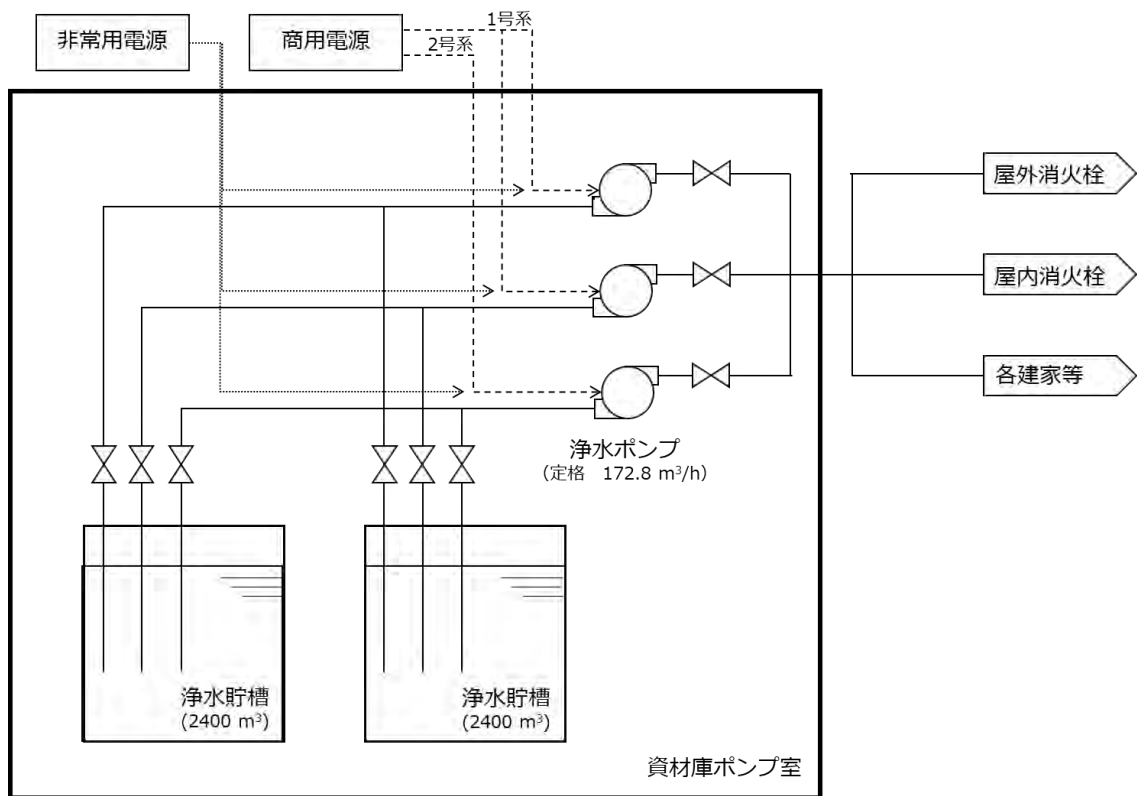 非常用電源
商用電源
1号系
2号系
屋外消火栓
屋内消火栓
各建家等
浄水ポンプ
(定格 172.8 m³/h)
浄水貯槽
(2400 m³)
浄水貯槽
(2400 m³)
資材庫ポンプ室